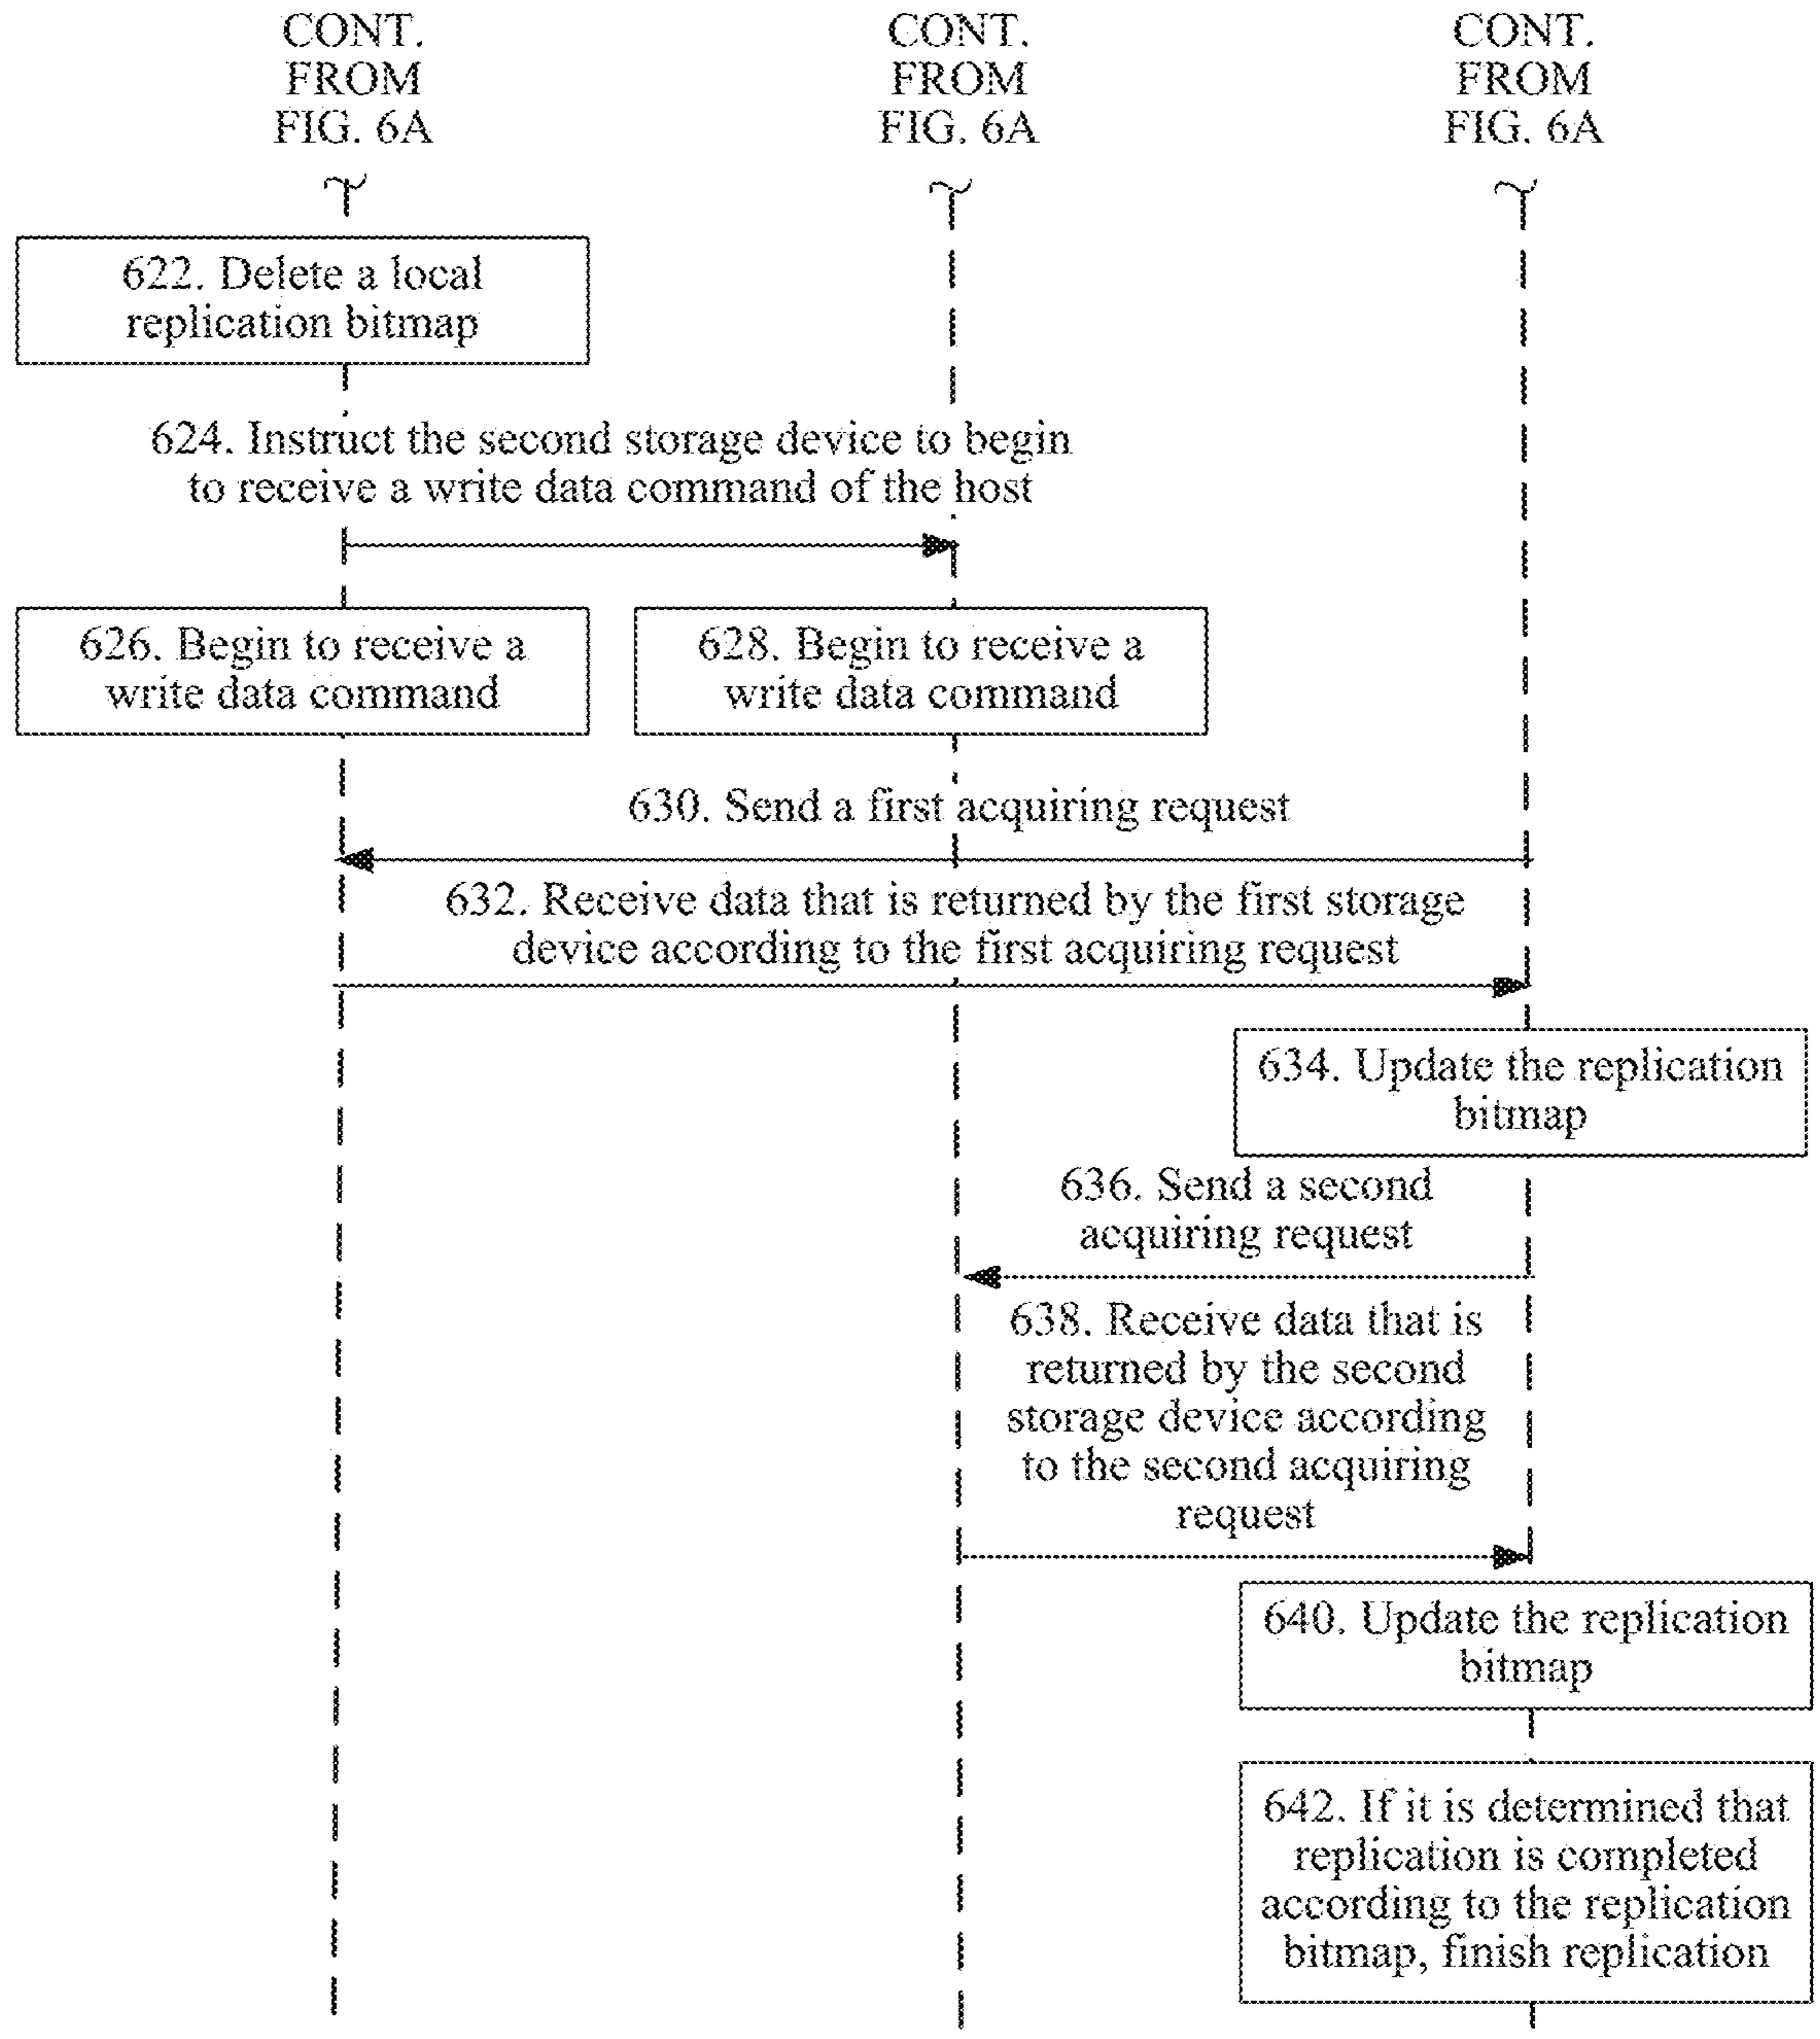 CONT.
FROM
FIG. 6A
CONT.
FROM
FIG. 6A
CONT.
FROM
FIG. 6A
622. Delete a local
replication bitmap
624. Instruct the second storage device to begin
to receive a write data command of the host
626. Begin to receive a
write data command
628. Begin to receive a
write data command
630. Send a first acquiring request
632. Receive data that is returned by the first storage
device according to the first acquiring request
634. Update the replication
bitmap
636. Send a second
acquiring request
638. Receive data that is
returned by the second
storage device according
to the second acquiring
request
640. Update the replication
bitmap
642. If it is determined that
replication is completed
according to the replication
bitmap, finish replication